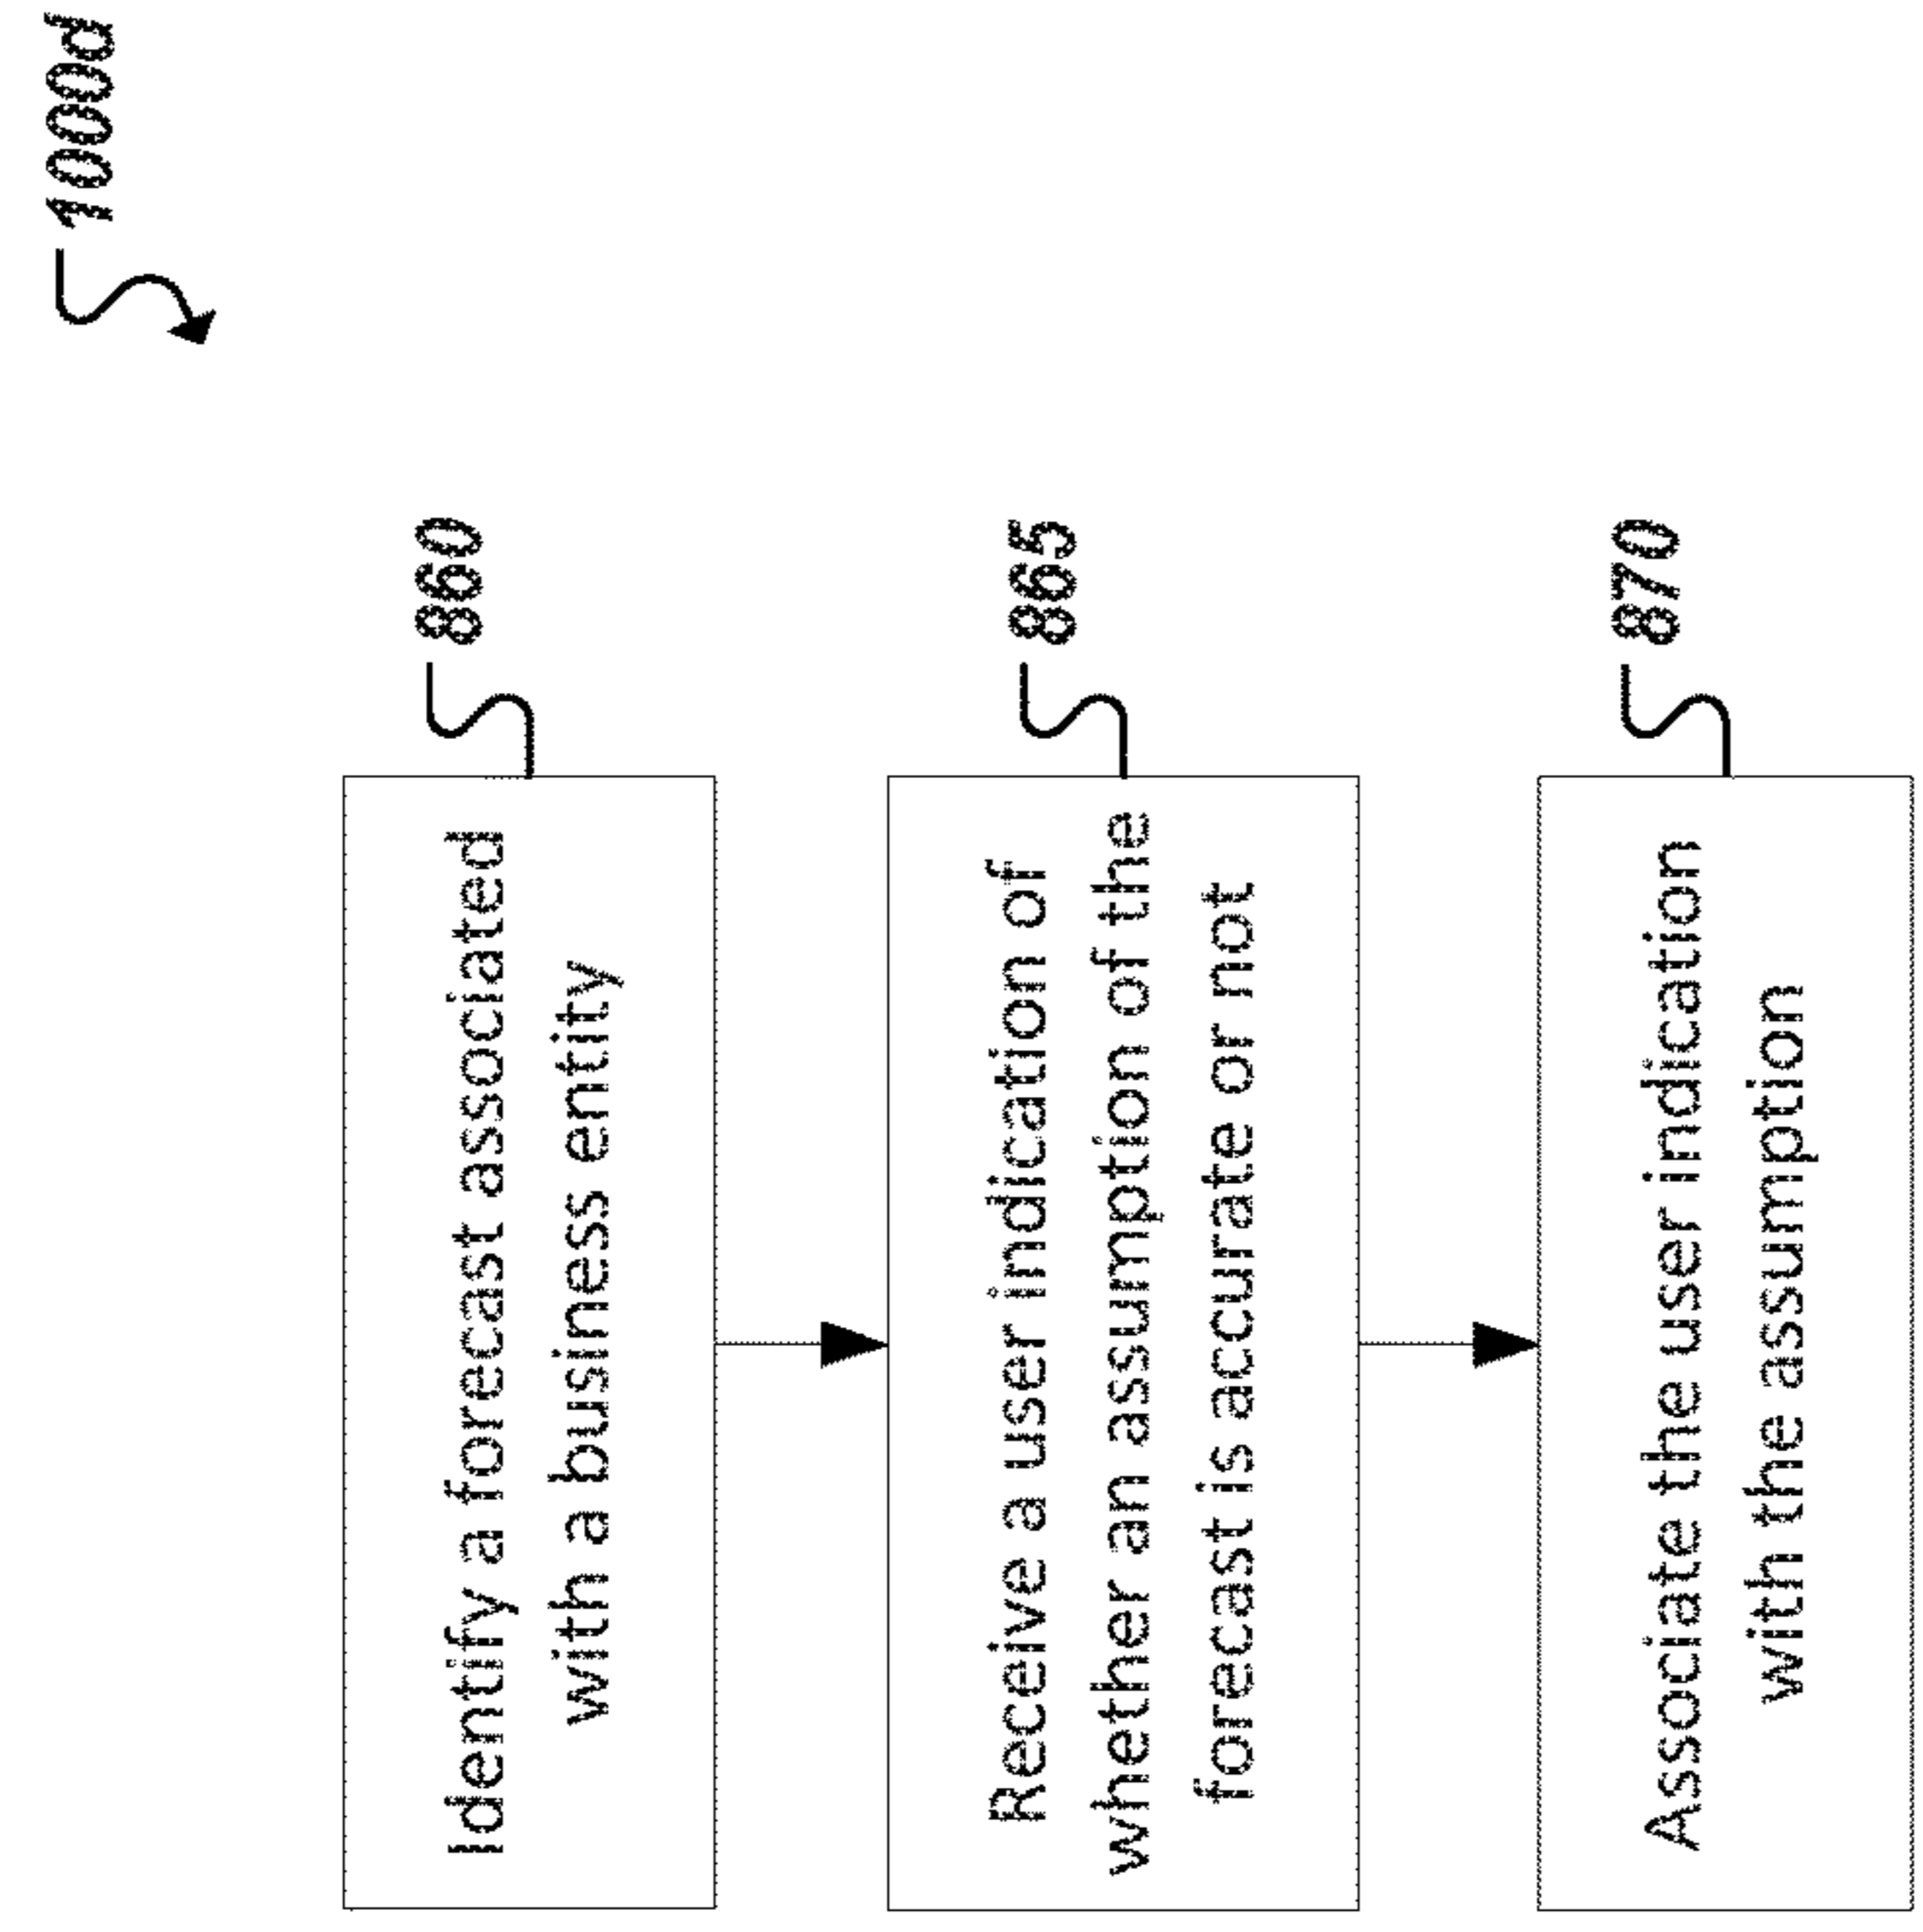 1000d
Identify a forecast associated
with a business entity
860
Receive a user indication of
whether an assumption of the
forecast is accurate or not
865
Associate the user indication
with the assumption
870